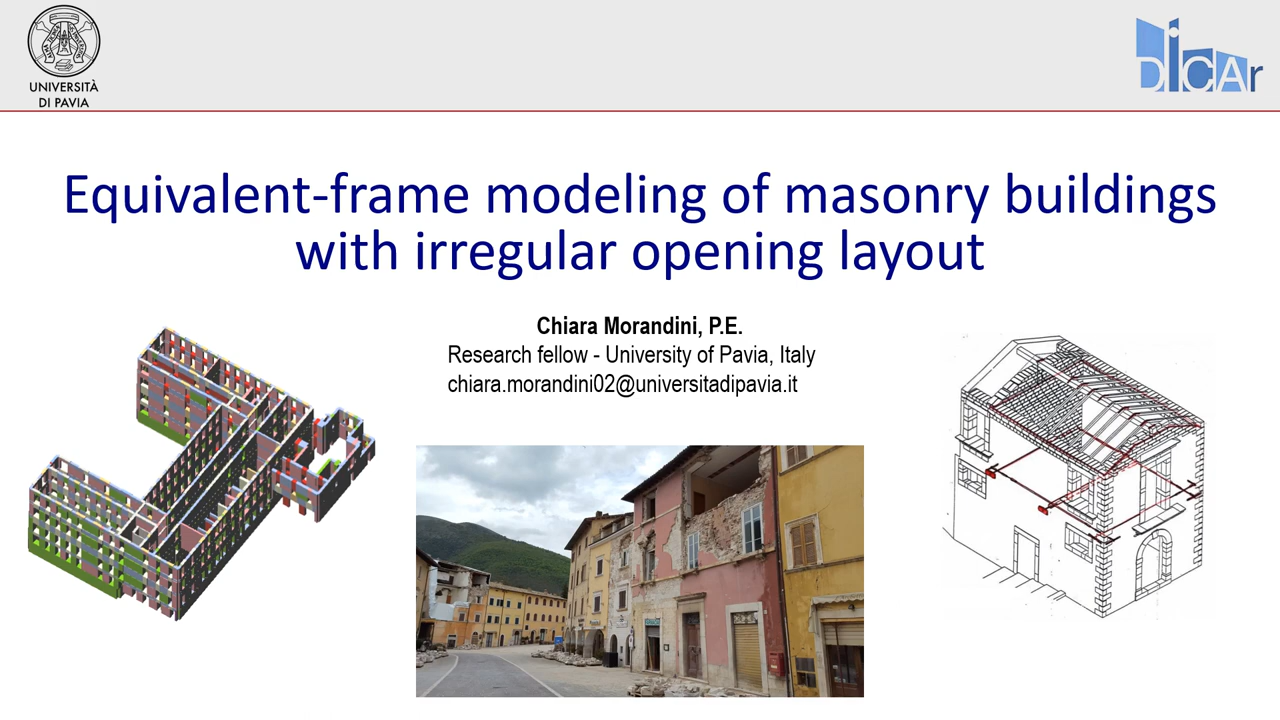 UNIVERSITÀ
DI PAVIA
DiCAr
Equivalent-frame modeling of masonry buildings
with irregular opening layout
Chiara Morandini, P.E.
Research fellow - University of Pavia, Italy
chiara.morandini02@universitadipavia.it